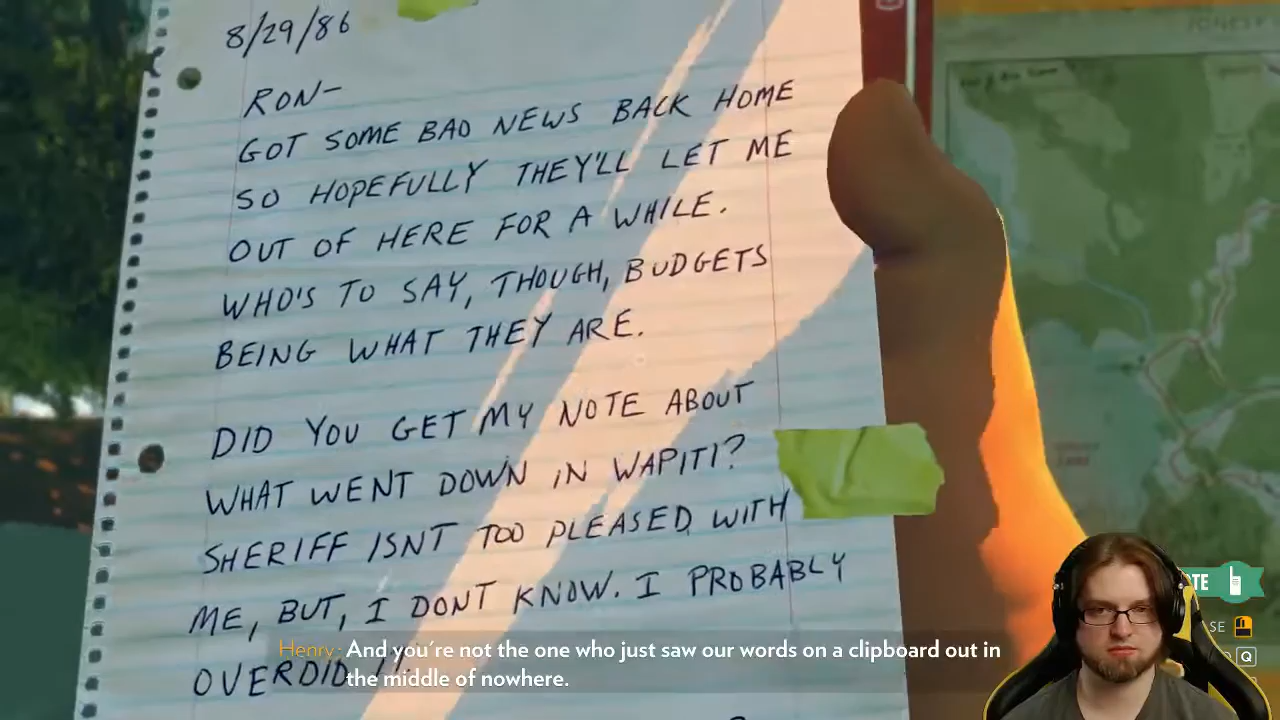 8/29/86
RON-
GOT SOME BAD NEWS BACK HOME
SO HOPEFULLY THEY'LL LET ME
OUT OF HERE FOR A WHILE.
WHO'S TO SAY, THOUGH, BUDGETS
BEING WHAT THEY ARE.
DID YOU GET MY NOTE ABOUT
WHAT WENT DOWN IN WAPITI?
SHERIFF ISNT TOO PLEASED WITH
ME, BUT, I DONT KNOW. I PROBABLY
OVERDID IT.
Henry: And you're not the one who just saw our words on a clipboard out in
the middle of nowhere.
Q